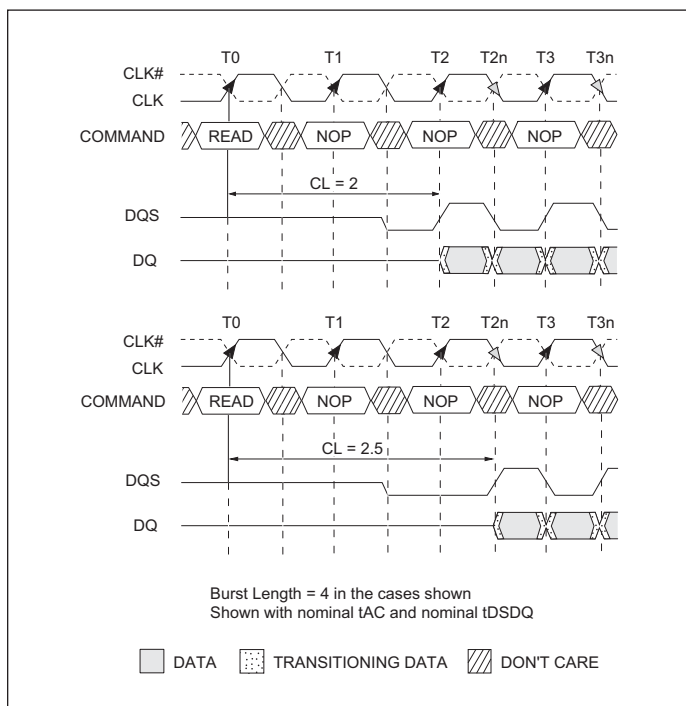 T0 T1 T2 T2n T3 T3n
CLK#
CLK
COMMAND READ NOP NOP NOP
CL = 2
DQS
DQ
T0 T1 T2 T2n T3 T3n
CLK#
CLK
COMMAND READ NOP NOP NOP
CL = 2.5
DQS
DQ
Burst Length = 4 in the cases shown
Shown with nominal tAC and nominal tDSDQ
DATA TRANSITIONING DATA DON'T CARE